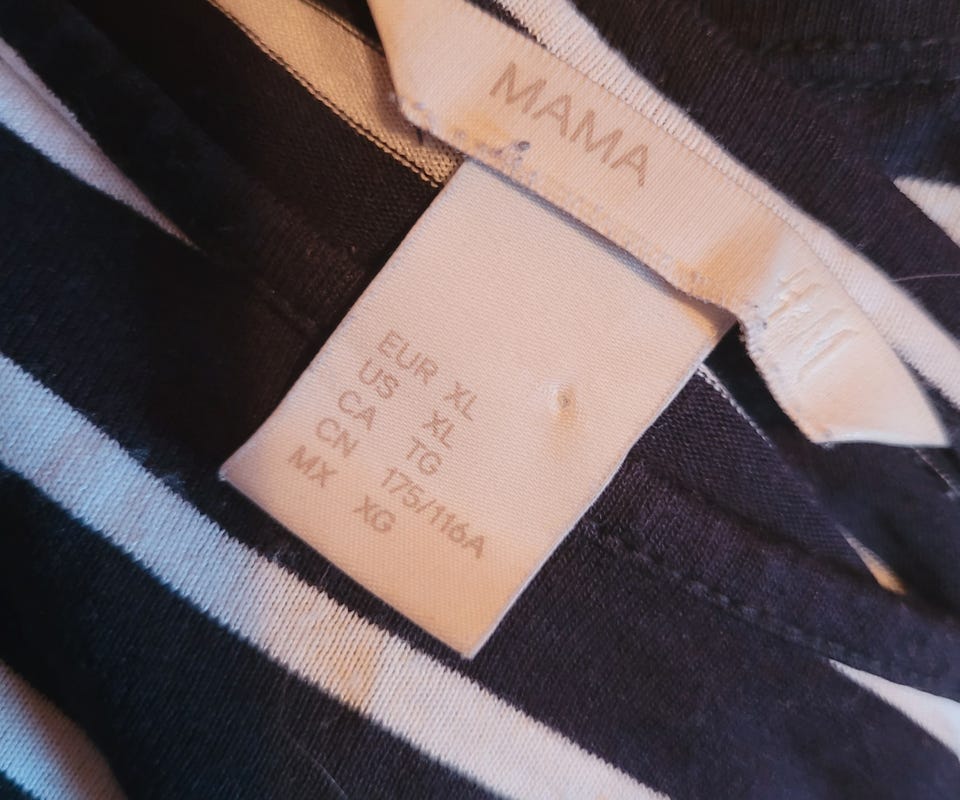 MAMA
H&M
EUR XL
US XL
CA TG
CN 175/116A
MX XG